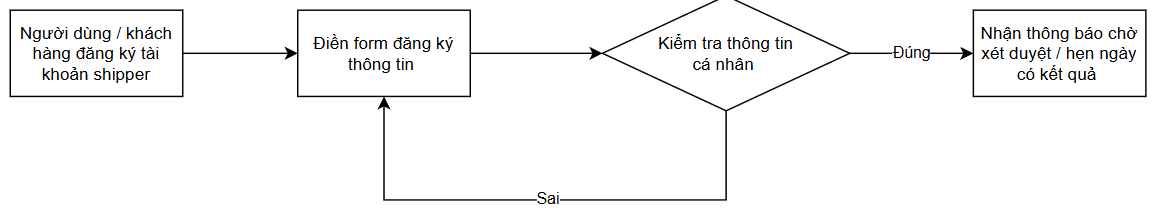 Người dùng / khách
hàng đăng ký tài
khoản shipper
Điền form đăng ký
thông tin
Kiểm tra thông tin
cá nhân
Đúng
Nhận thông báo chờ
xét duyệt / hẹn ngày
có kết quả
Sai